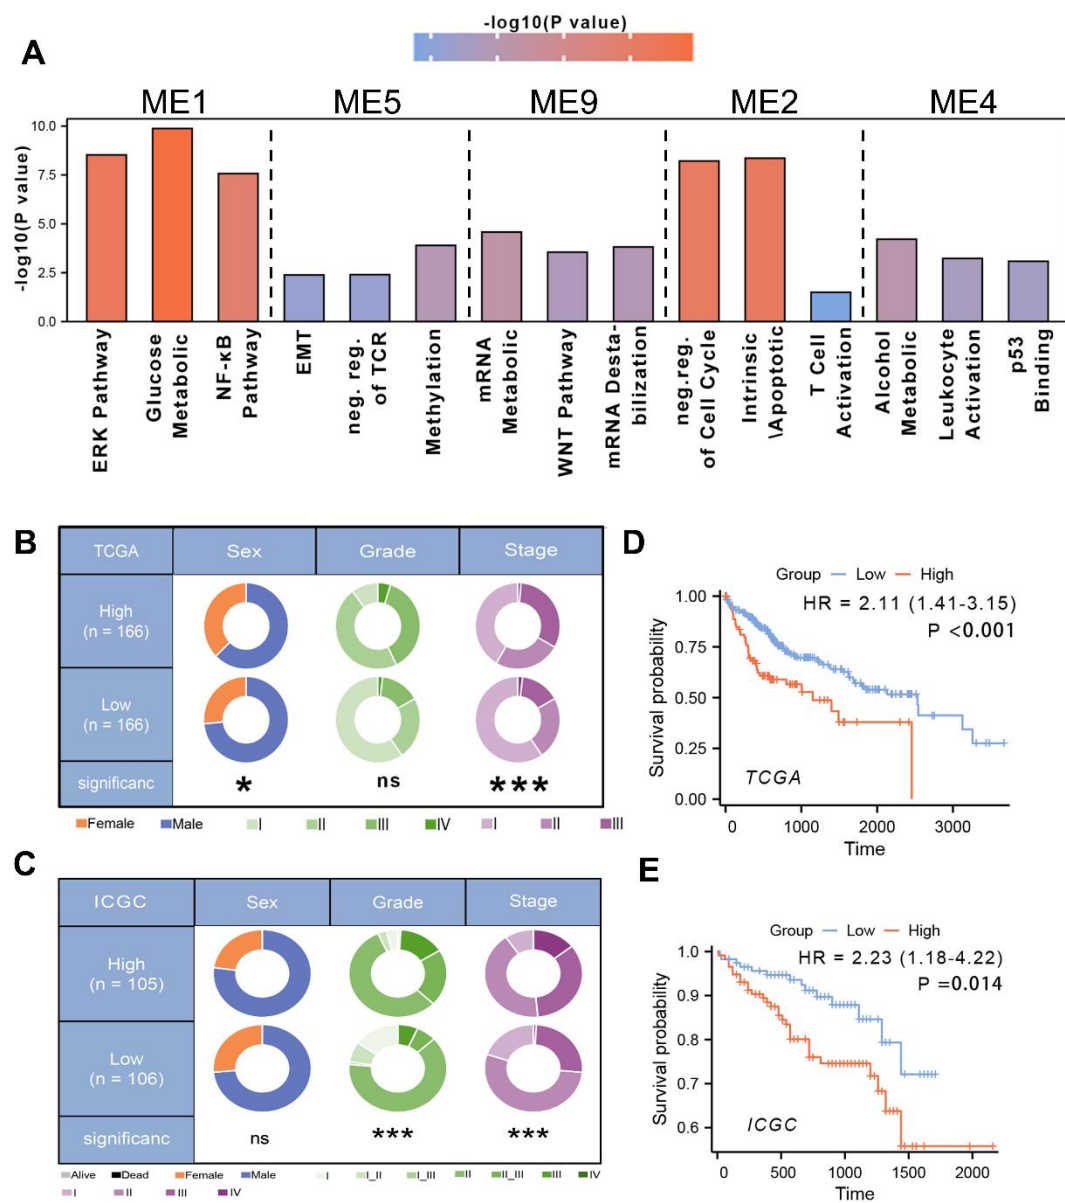 -log10(P value)
A
ME1 ME5 ME9 ME2 ME4
-log10(P value)
10.0
7.5
5.0
2.5
0.0
ERK Pathway
Glucose
Metabolic
NF-κB
Pathway
EMT
neg. reg.
of TCR
Methylation
mRNA
Metabolic
WNT Pathway
mRNA Desta-
bilization
neg.reg.
of Cell Cycle
Intrinsic
\Apoptotic
T Cell
Activation
Alcohol
Metabolic
Leukocyte
Activation
p53
Binding
B
TCGA Sex Grade Stage
High
(n = 166)
Low
(n = 166)
significanc * ns ***
Female Male I II III IV I II III
C
ICGC Sex Grade Stage
High
(n = 105)
Low
(n = 106)
significanc ns *** ***
Alive Dead Female Male I I_II I_III II II_III III IV
I II III IV
D
Group Low High
HR = 2.11 (1.41-3.15)
P <0.001
Survival probability
1.00
0.75
0.50
0.25
0.00
TCGA
0 1000 2000 3000
Time
E
Group Low High
HR = 2.23 (1.18-4.22)
P =0.014
Survival probability
1.0
0.9
0.8
0.7
0.6
ICGC
0 500 1000 1500 2000
Time